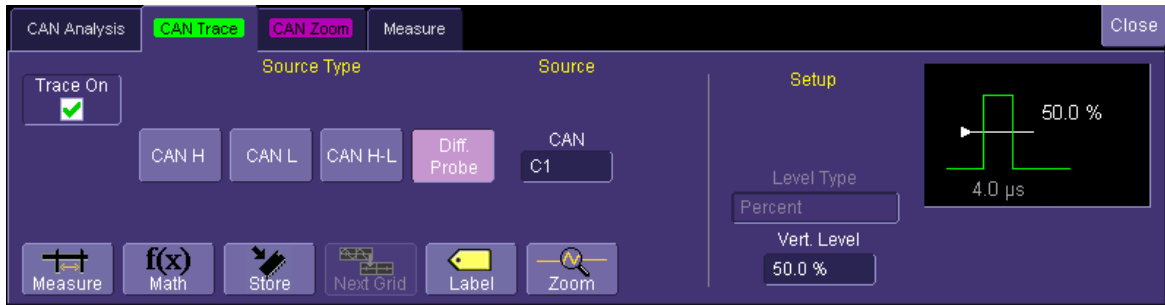 CAN Analysis
CAN Trace
CAN Zoom
Measure
Close
Source Type
Source
Setup
Trace On
50.0 %
CAN H
CAN L
CAN H-L
Diff.
Probe
CAN
C1
4.0 µs
Level Type
Percent
Vert. Level
50.0 %
Measure
f(x)
Math
Store
Next Grid
Label
Zoom